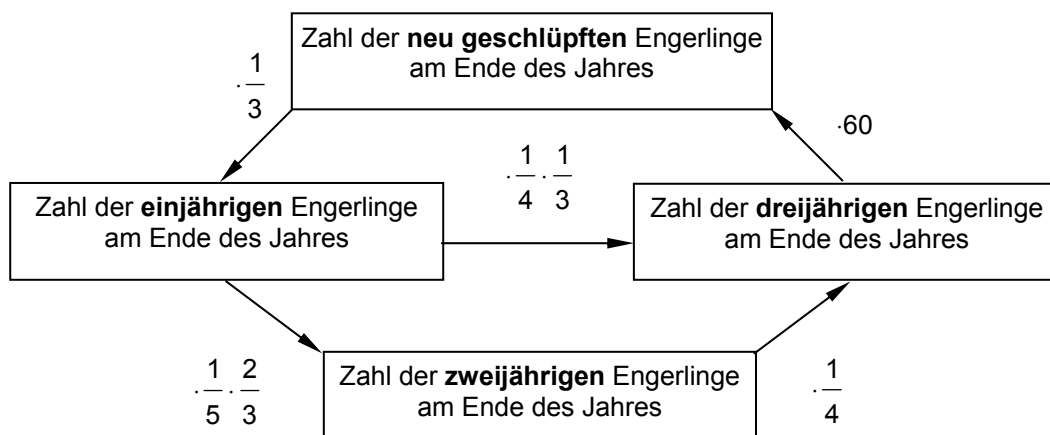 Zahl der neu geschlüpften Engerlinge
am Ende des Jahres
·1/3
·60
·1/4 · 1/3
Zahl der einjährigen Engerlinge
am Ende des Jahres
Zahl der dreijährigen Engerlinge
am Ende des Jahres
·1/5 · 2/3
Zahl der zweijährigen Engerlinge
am Ende des Jahres
·1/4